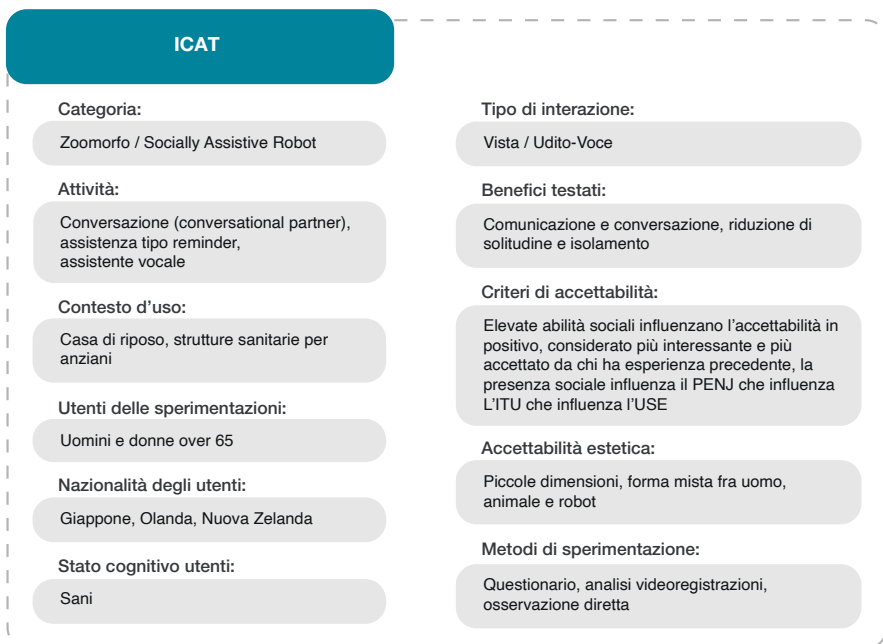 ICAT
Categoria:
Zoomorfo / Socially Assistive Robot
Attività:
Conversazione (conversational partner),
assistenza tipo reminder,
assistente vocale
Contesto d'uso:
Casa di riposo, strutture sanitarie per
anziani
Utenti delle sperimentazioni:
Uomini e donne over 65
Nazionalità degli utenti:
Giappone, Olanda, Nuova Zelanda
Stato cognitivo utenti:
Sani
Tipo di interazione:
Vista / Udito-Voce
Benefici testati:
Comunicazione e conversazione, riduzione di
solitudine e isolamento
Criteri di accettabilità:
Elevate abilità sociali influenzano l'accettabilità in
positivo, considerato più interessante e più
accettato da chi ha esperienza precedente, la
presenza sociale influenza il PENJ che influenza
L'ITU che influenza l'USE
Accettabilità estetica:
Piccole dimensioni, forma mista fra uomo,
animale e robot
Metodi di sperimentazione:
Questionario, analisi videoregistrazioni,
osservazione diretta